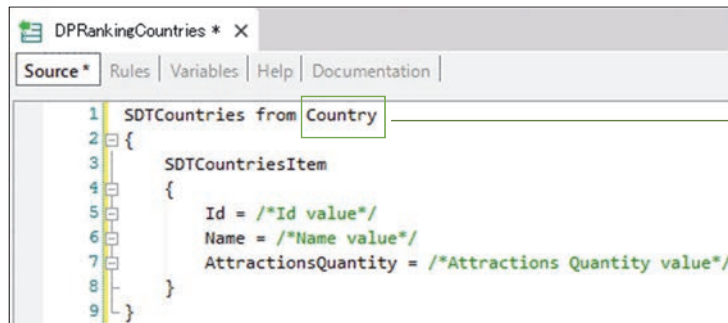 DPRankingCountries * X
Source * Rules Variables Help Documentation
1 SDTCountries from Country
2 {
3 SDTCountriesItem
4 {
5 Id = /*Id value*/
6 Name = /*Name value*/
7 AttractionsQuantity = /*Attractions Quantity value*/
8 }
9 }